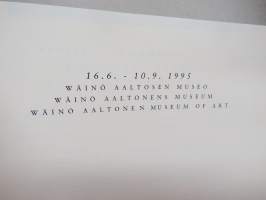 16.6. - 10.9. 1995
WÄINÖ AALTOSEN MUSEO
WÄINÖ AALTONENS MUSEUM
WÄINÖ AALTONEN MUSEUM OF ART